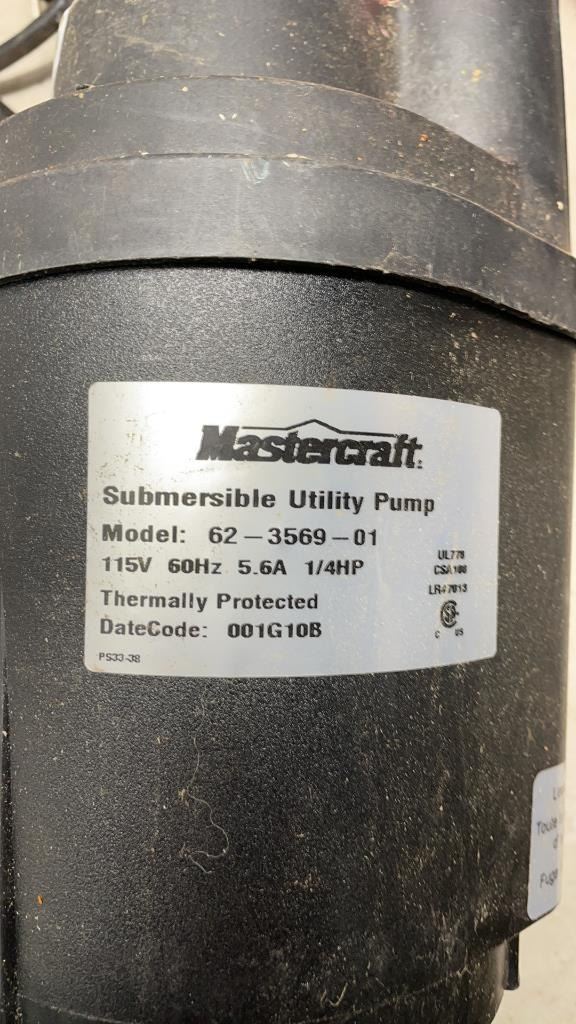 Mastercraft
Submersible Utility Pump
Model: 62-3569-01
115V 60Hz 5.6A 1/4HP
Thermally Protected
DateCode: 001G10B
PS33-38
UL778
CSA108
C US
Toute